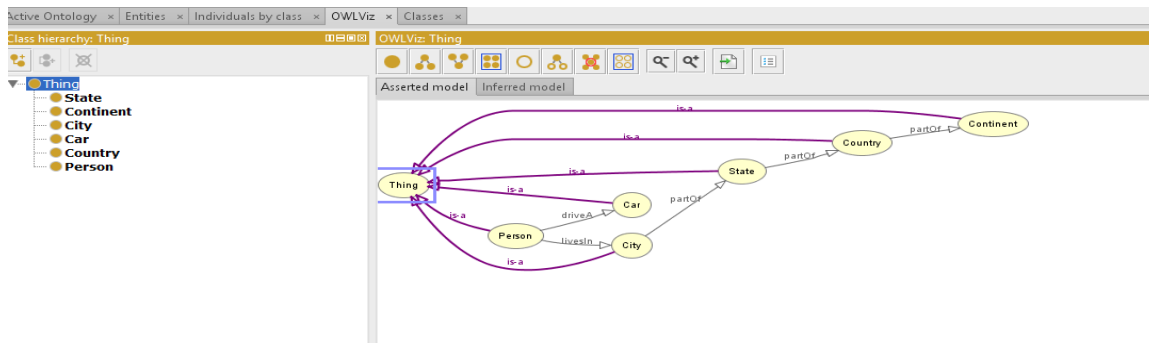 Active Ontology × Entities × Individuals by class × OWLViz × Classes ×
Class hierarchy: Thing
OWLViz: Thing
Thing
State
Continent
City
Car
Country
Person
Asserted model Inferred model
is-a
Continent
partOf
is-a
Country
partOf
is-a
State
Thing
is-a
partOf
Car
is-a
driveA
Person
livesIn
City
is-a